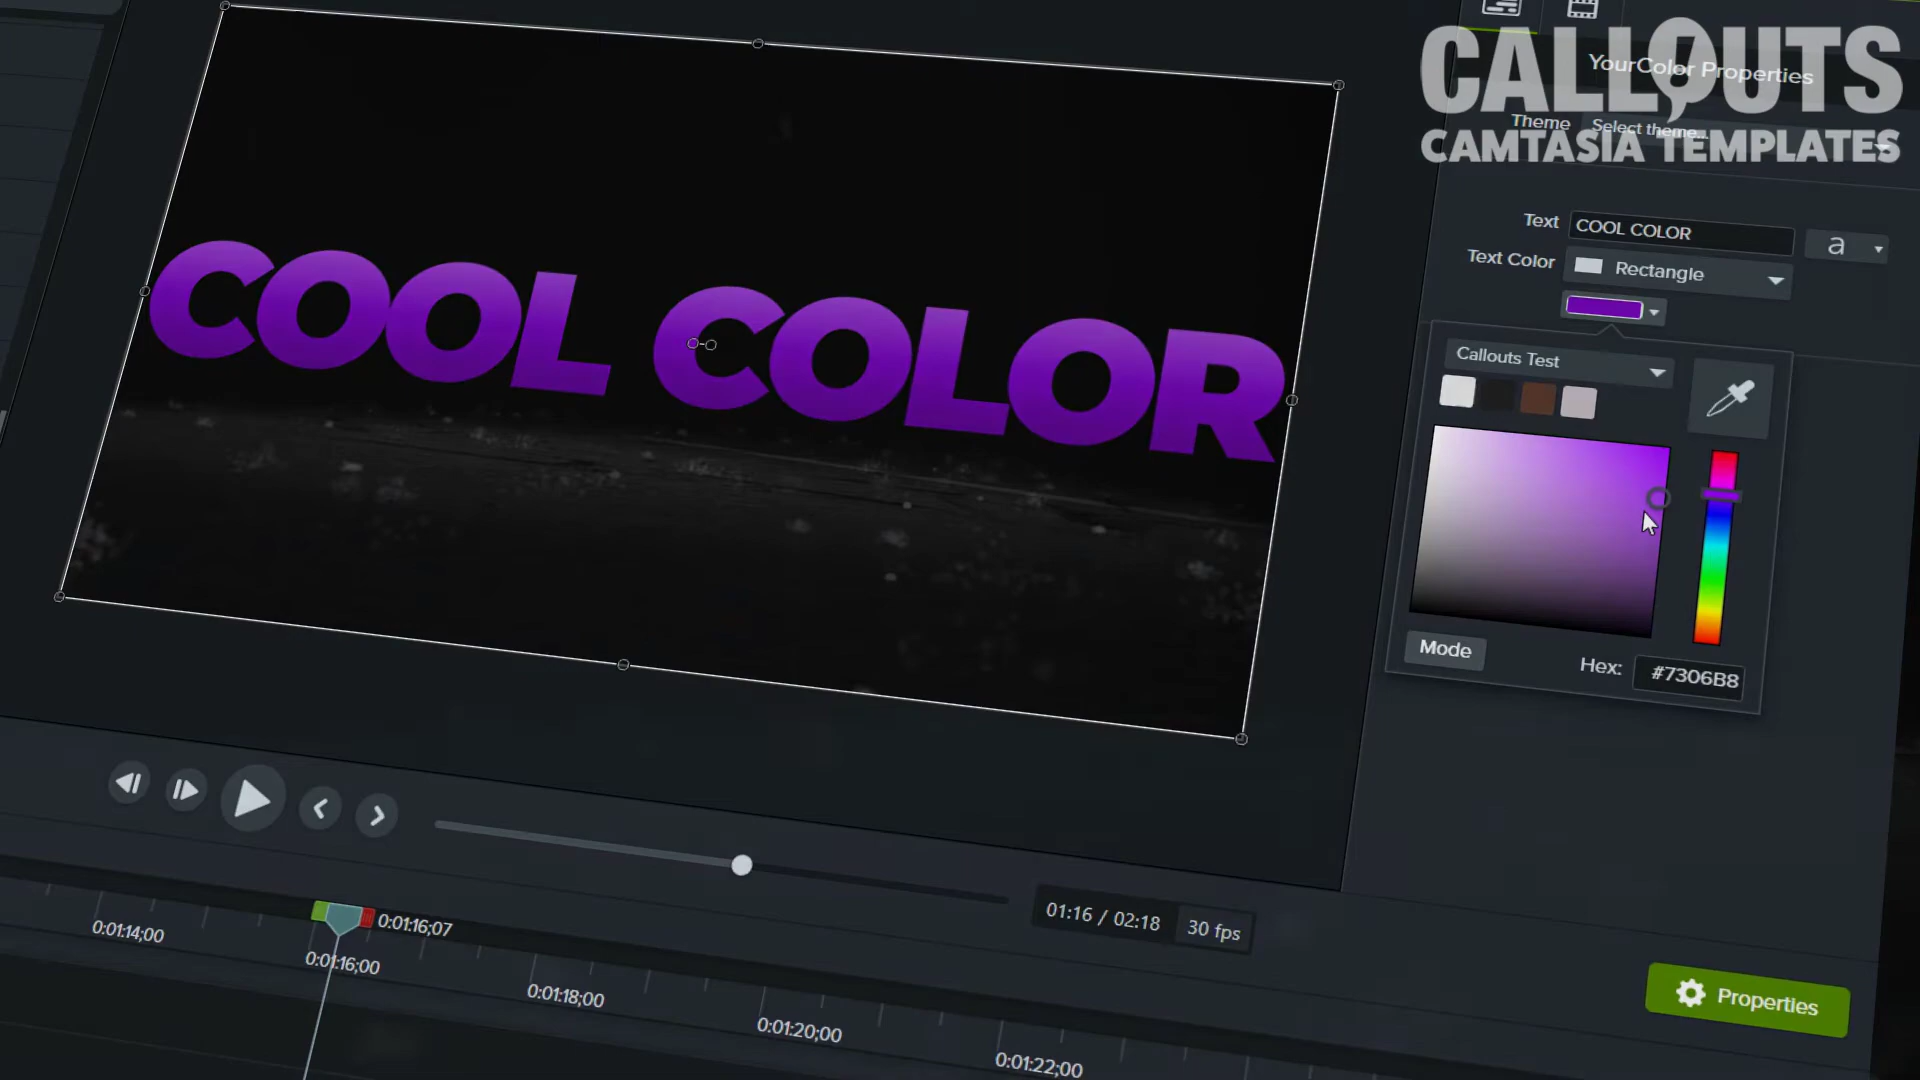 CALLOUTS
CAMTASIA TEMPLATES
YourColor Properties
Theme Select theme...
Text COOL COLOR a
Text Color Rectangle
Callouts Test
Mode Hex: #7306B8
COOL COLOR
01:16 / 02:18 30 fps
0:01:16;07
0:01:14;00
0:01:16;00
0:01:18;00
0:01:20;00
0:01:22;00
Properties